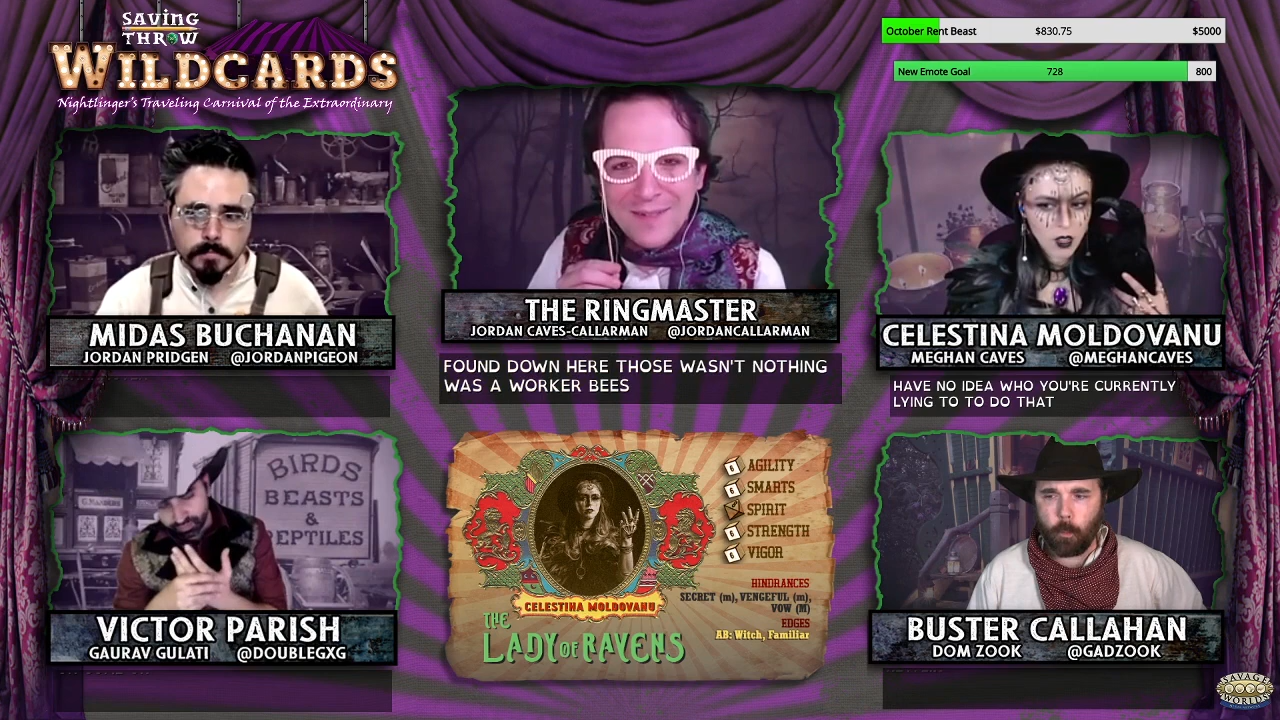 SAVING
THROW
WILDCARDS
Nightlinger's Traveling Carnival of the Extraordinary
October Rent Beast $830.75 $5000
New Emote Goal 728 800
MIDAS BUCHANAN
JORDAN PRIDGEN @JORDANPIGEON
THE RINGMASTER
JORDAN CAVES-CALLARMAN @JORDANCALLARMAN
FOUND DOWN HERE THOSE WASN'T NOTHING
WAS A WORKER BEES
CELESTINA MOLDOVANU
MEGHAN CAVES @MEGHANCAVES
HAVE NO IDEA WHO YOU'RE CURRENTLY
LYING TO TO DO THAT
BIRDS
BEASTS
&
REPTILES
VICTOR PARISH
GAURAV GULATI @DOUBLEGXG
6 AGILITY
6 SMARTS
SPIRIT
6 STRENGTH
6 VIGOR
HINDRANCES
SECRET (m), VENGEFUL (m),
VOW (M)
EDGES
AB: Witch, Familiar
CELESTINA MOLDOVANU
THE
LADY OF RAVENS
BUSTER CALLAHAN
DOM ZOOK @GADZOOK
SAVAGE
WORLDS